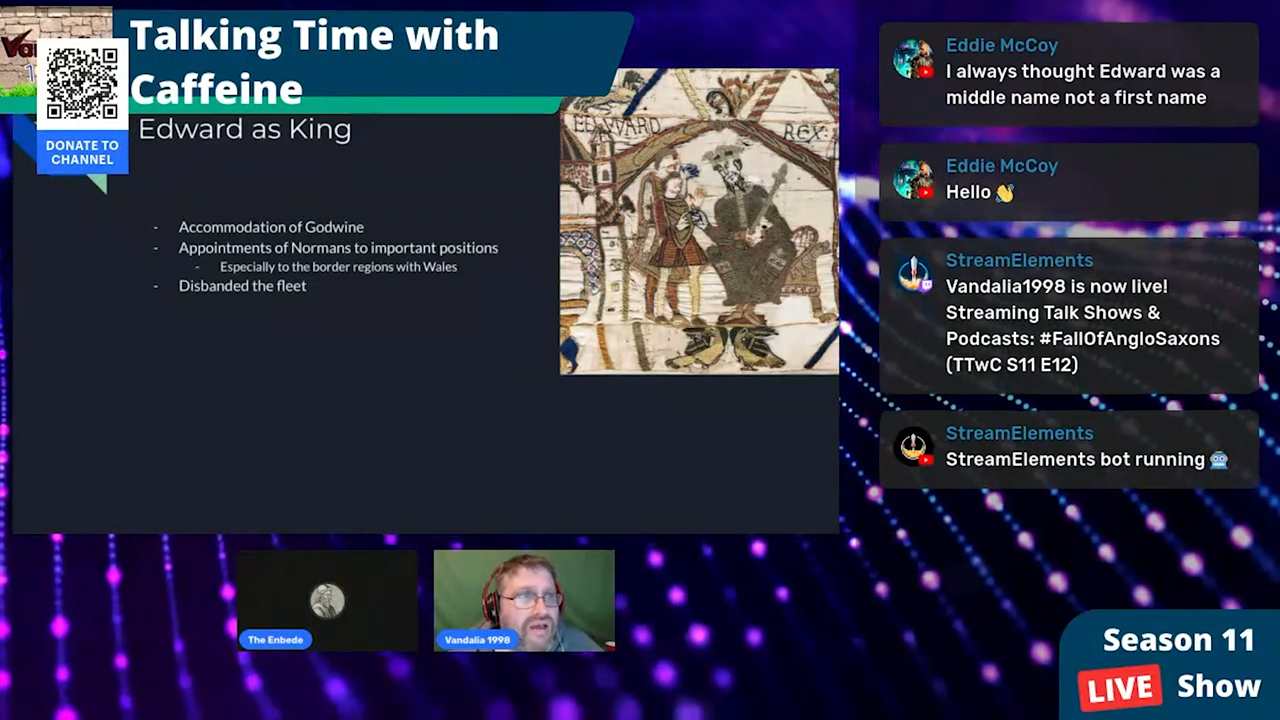 Talking Time with
Caffeine
DONATE TO
CHANNEL
Edward as King
- Accommodation of Godwine
- Appointments of Normans to important positions
- Especially to the border regions with Wales
- Disbanded the fleet
REX:
Eddie McCoy
I always thought Edward was a
middle name not a first name
Eddie McCoy
Hello 👋
StreamElements
Vandalia1998 is now live!
Streaming Talk Shows &
Podcasts: #FallOfAngloSaxons
(TTwC S11 E12)
StreamElements
StreamElements bot running 🤖
The Enbede
Vandalia 1998
Season 11
LIVE Show